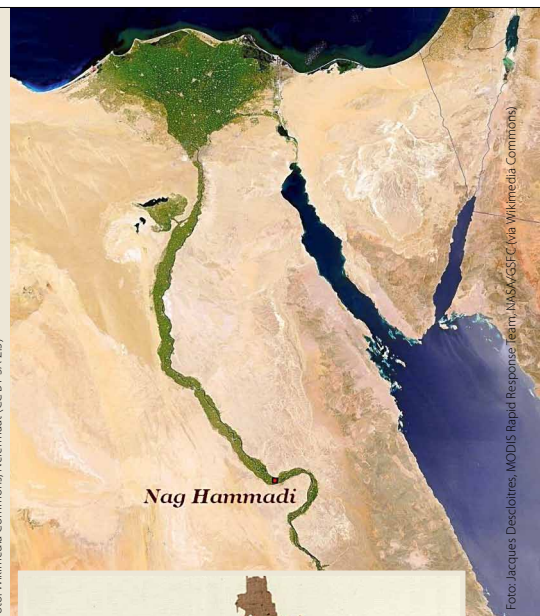 Nag Hammadi
Foto: Jacques Descloitres, MODIS Rapid Response Team, NASA/GSFC (via Wikimedia Commons)